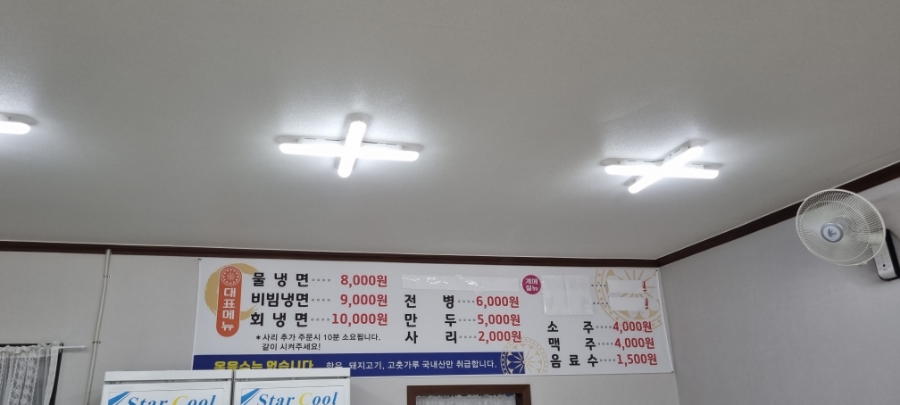 대표메뉴
물냉면 8,000원
비빔냉면 9,000원
회냉면 10,000원
*사리 추가 주문시 10분 소요됩니다.
같이 시켜주세요!
전병 6,000원
만두 5,000원
사리 2,000원
계절
소주 4,000원
맥주 4,000원
음료수 1,500원
육수는 없습니다
한우, 돼지고기, 고춧가루 국내산만 취급합니다.
Star Cool
Star Cool